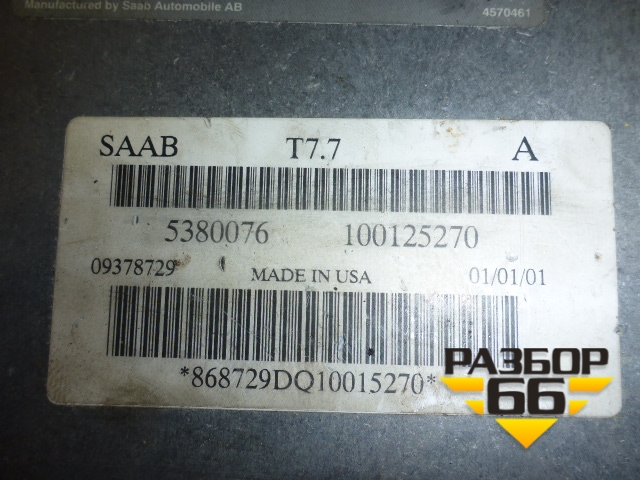 Manufactured by Saab Automobile AB
4570461
SAAB T7.7 A
5380076 100125270
09378729 MADE IN USA 01/01/01
*868729DQ10015270*
РАЗБОР
66